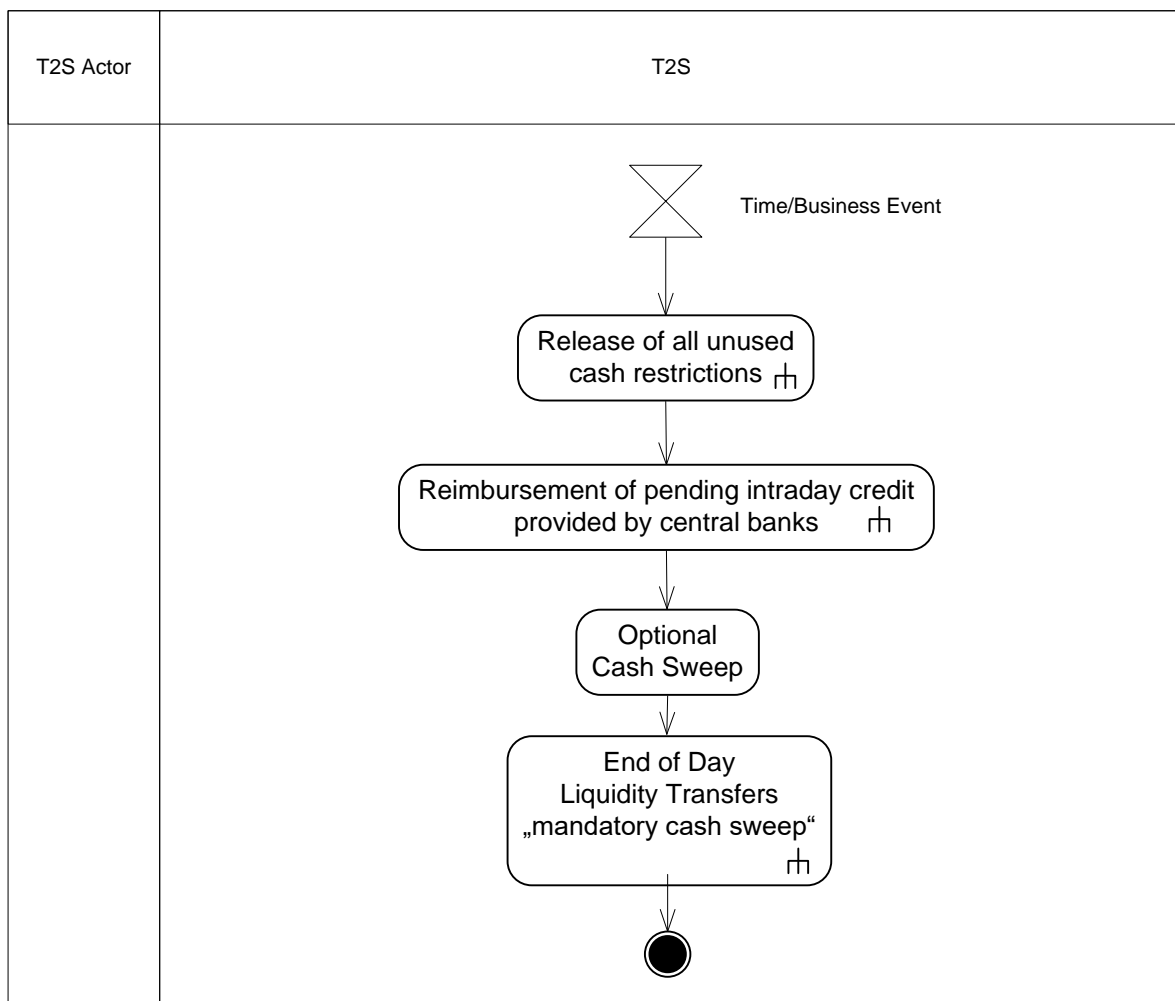 T2S Actor
T2S
Time/Business Event
Release of all unused
cash restrictions
Reimbursement of pending intraday credit
provided by central banks
Optional
Cash Sweep
End of Day
Liquidity Transfers
„mandatory cash sweep“